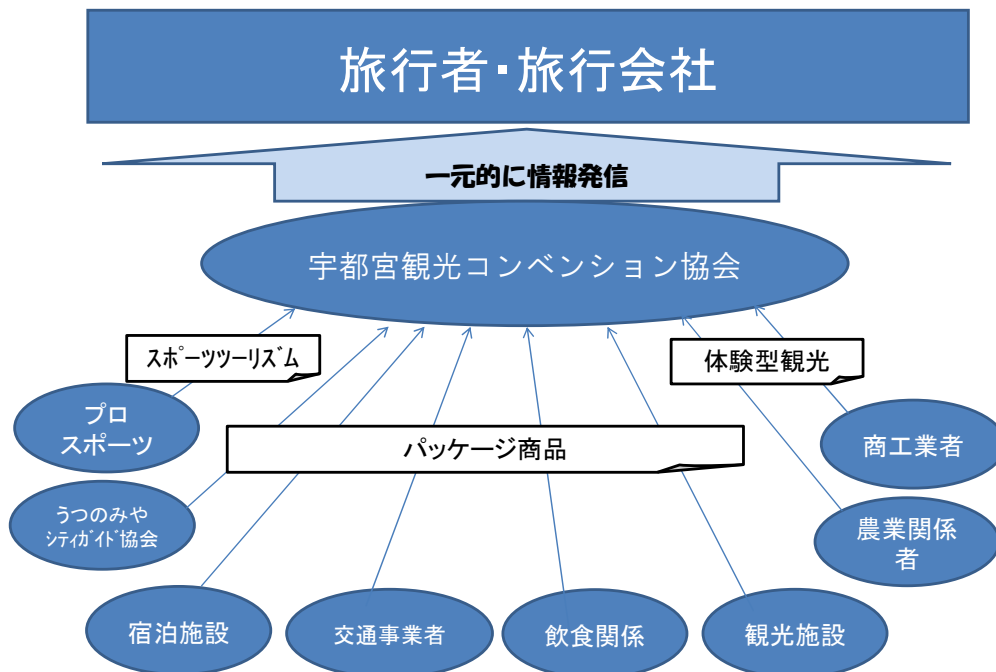 旅行者・旅行会社
一元的に情報発信
宇都宮観光コンベンション協会
スポーツツーリズム
体験型観光
プロ
スポーツ
パッケージ商品
商工業者
うつのみや
シティガイド協会
農業関係
者
宿泊施設
交通事業者
飲食関係
観光施設